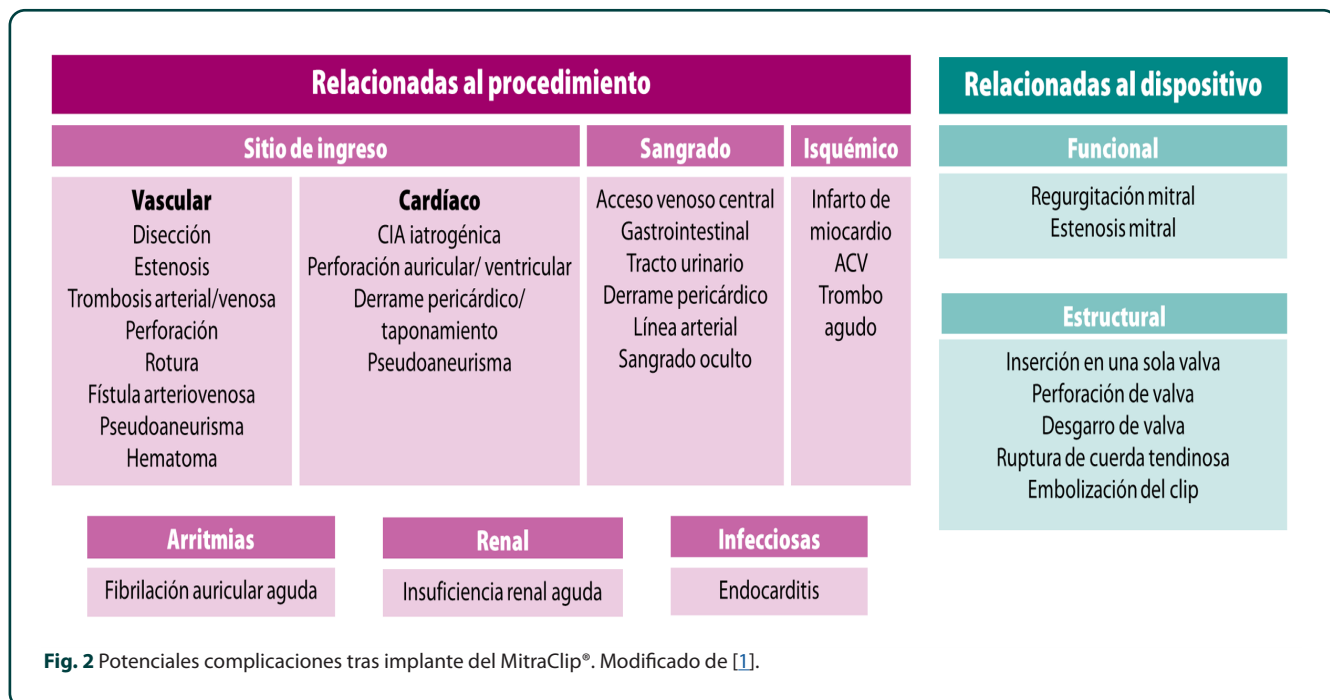 Relacionadas al procedimiento
Sitio de ingreso
Vascular
Disección
Estenosis
Trombosis arterial/venosa
Perforación
Rotura
Fístula arteriovenosa
Pseudoaneurisma
Hematoma
Cardíaco
CIA iatrogénica
Perforación auricular/ ventricular
Derrame pericárdico/
taponamiento
Pseudoaneurisma
Sangrado
Acceso venoso central
Gastrointestinal
Tracto urinario
Derrame pericárdico
Línea arterial
Sangrado oculto
Isquémico
Infarto de
miocardio
ACV
Trombo
agudo
Arritmias
Fibrilación auricular aguda
Renal
Insuficiencia renal aguda
Infecciosas
Endocarditis
Relacionadas al dispositivo
Funcional
Regurgitación mitral
Estenosis mitral
Estructural
Inserción en una sola valva
Perforación de valva
Desgarro de valva
Ruptura de cuerda tendinosa
Embolización del clip
Fig. 2 Potenciales complicaciones tras implante del MitraClip®. Modificado de [1].